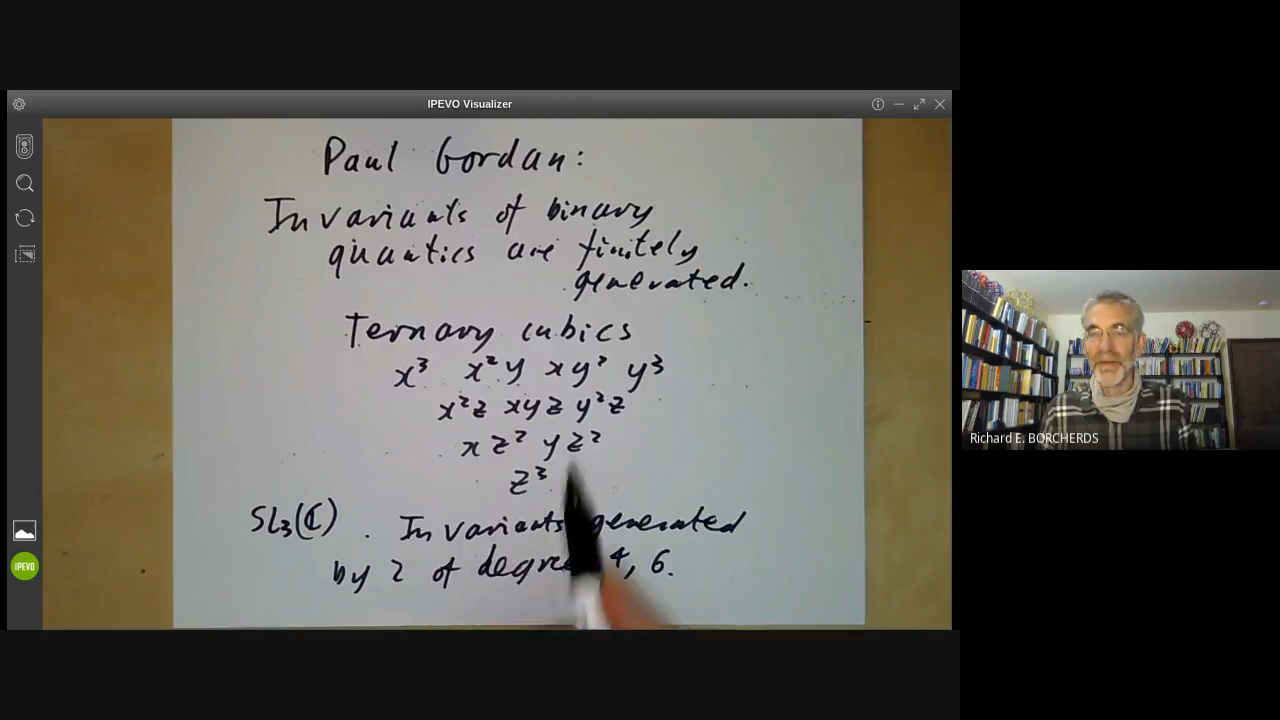 IPEVO Visualizer
Paul Gordan:
Invariants of binary
quantics are finitely
generated.
Ternary cubics
x³ x²y xy² y³
x²z xyz y²z
xz² yz²
z³
SL₃(ℂ). Invariants generated
by 2 of degree 4, 6.
IPEVO
Richard E. BORCHERDS